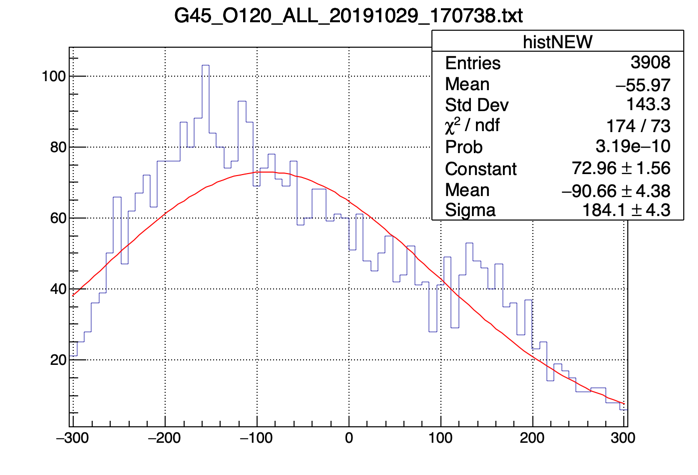 G45_O120_ALL_20191029_170738.txt
histNEW
Entries 3908
Mean −55.97
Std Dev 143.3
χ² / ndf 174 / 73
Prob 3.19e−10
Constant 72.96 ± 1.56
Mean −90.66 ± 4.38
Sigma 184.1 ± 4.3
100
80
60
40
20
−300 −200 −100 0 100 200 300